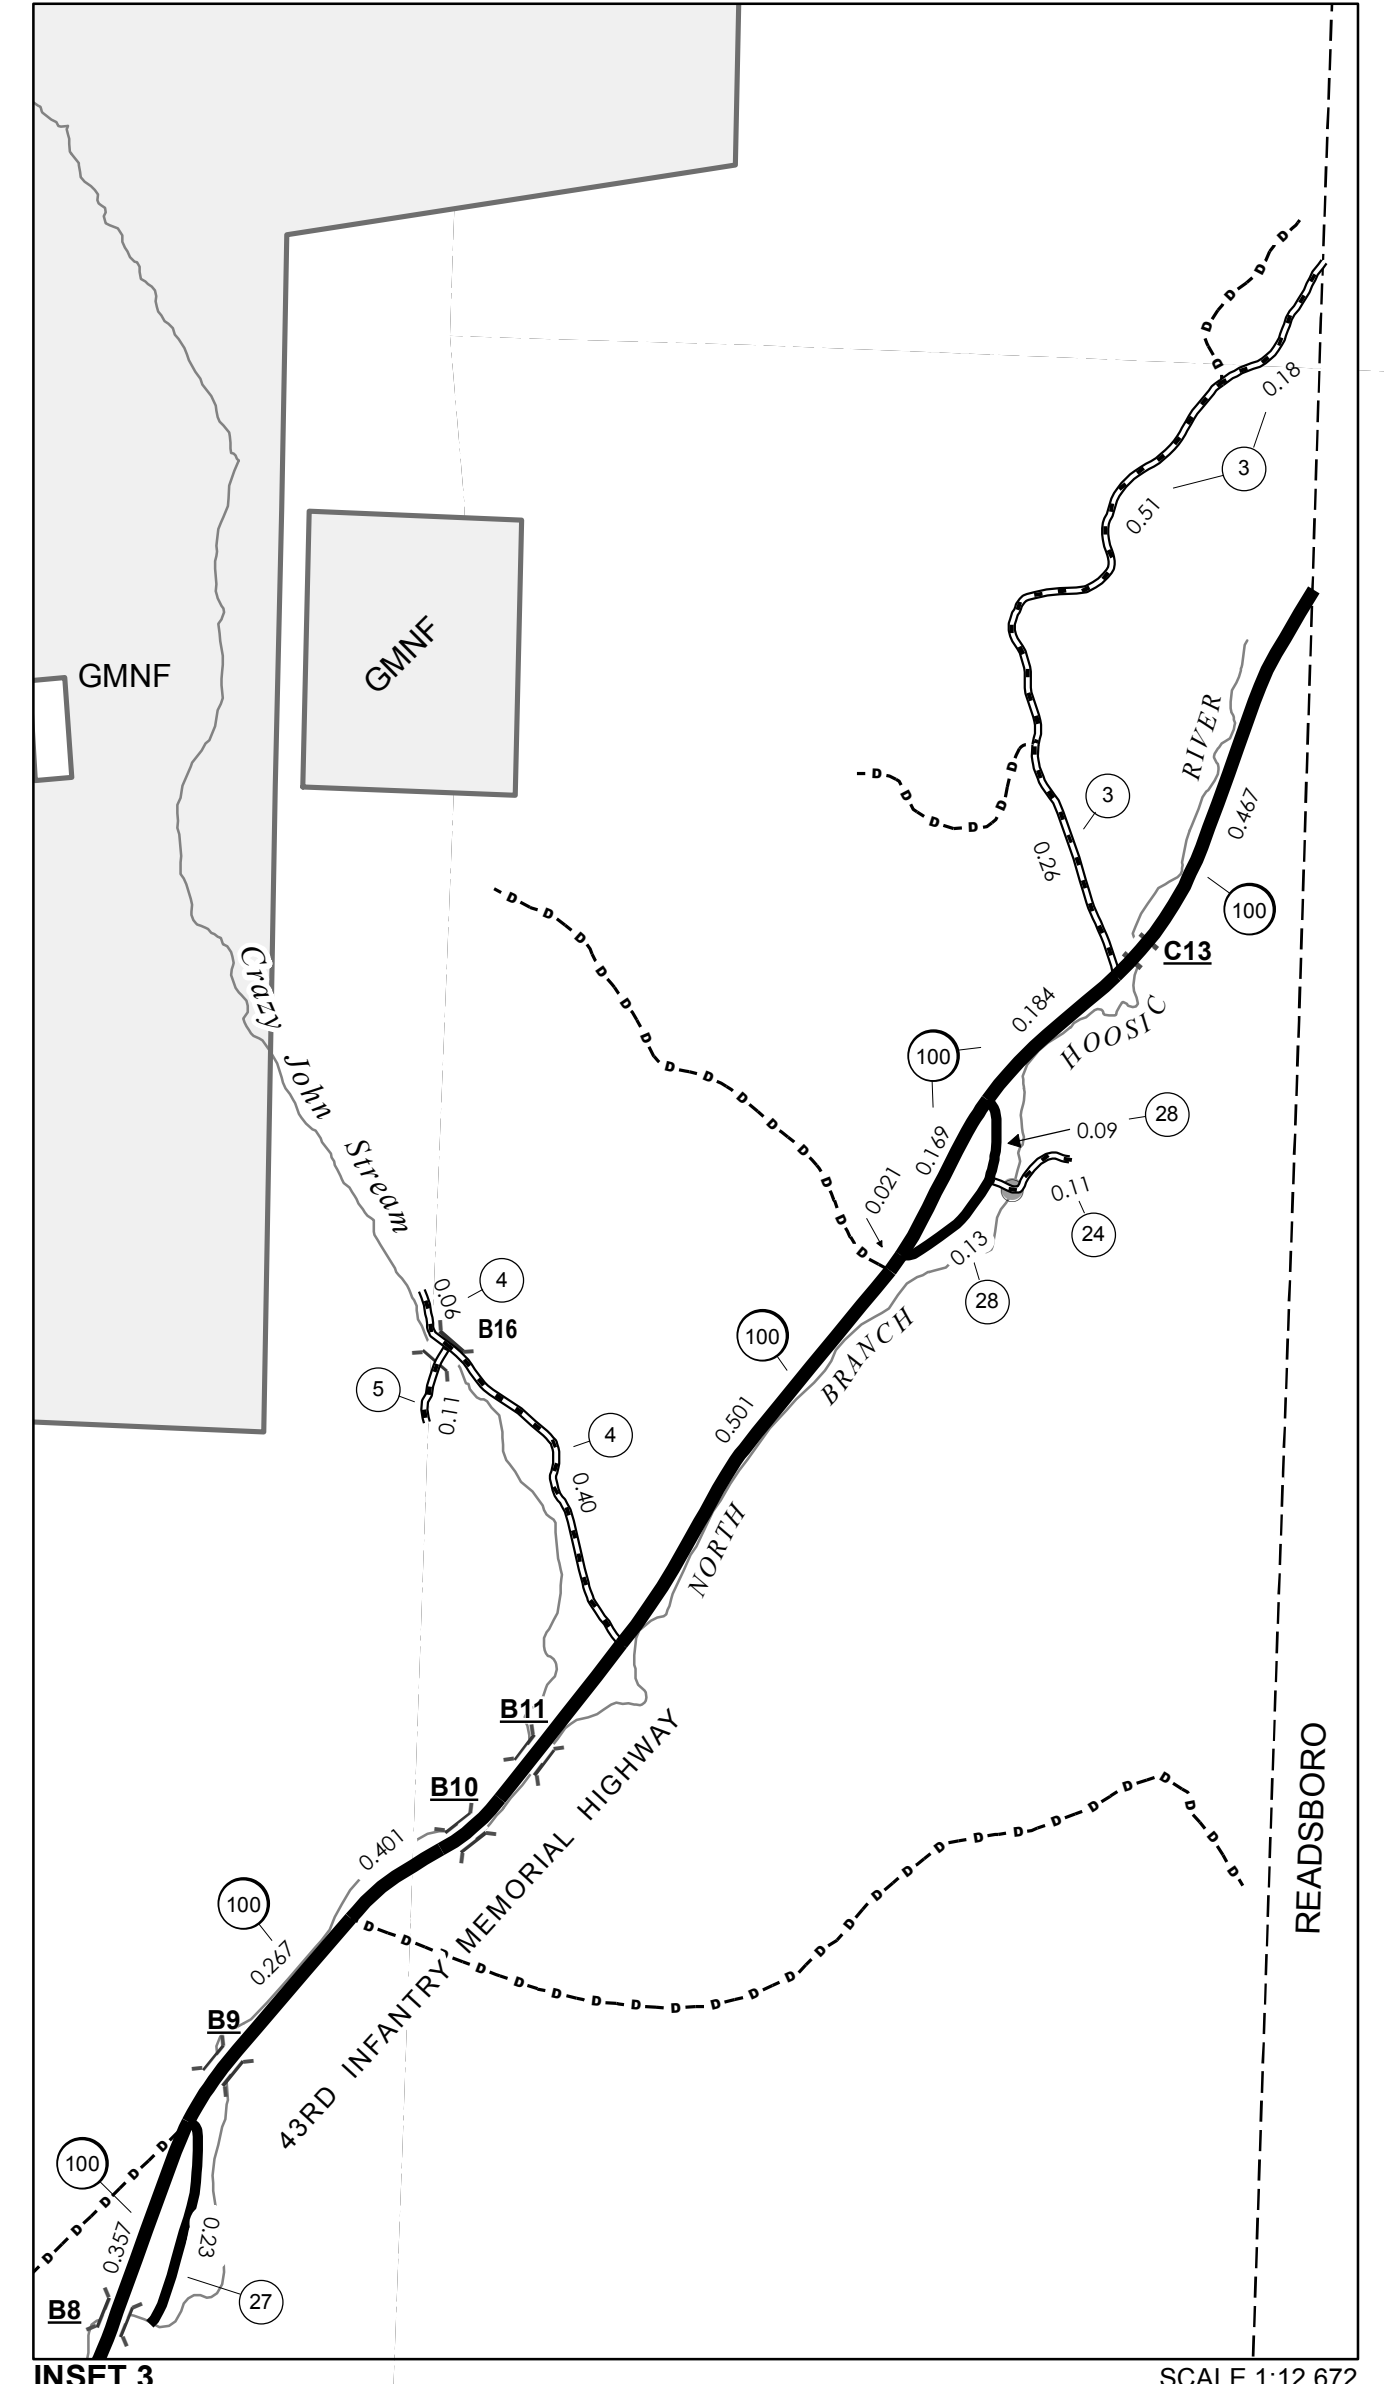 0.18
3
0.51
GMNF
GMNF
RIVER
3
0.467
0.26
100
C13
Crazy John Stream
0.184
HOOSIC
100
28
0.09
0.169
0.021
0.11
24
0.13
28
4
0.06
B16
100
BRANCH
5
0.11
4
0.501
0.40
NORTH
B11
B10
READSBORO
0.401
100
0.267
43RD INFANTRY MEMORIAL HIGHWAY
B9
100
0.357
0.23
27
B8
INSET 3
SCALE 1:12,672
D D D D D
D D D D D
D D D D D D D D D D D D D D
D D D D D D D D D D D D D D D D D D D D D D D
D D D D D